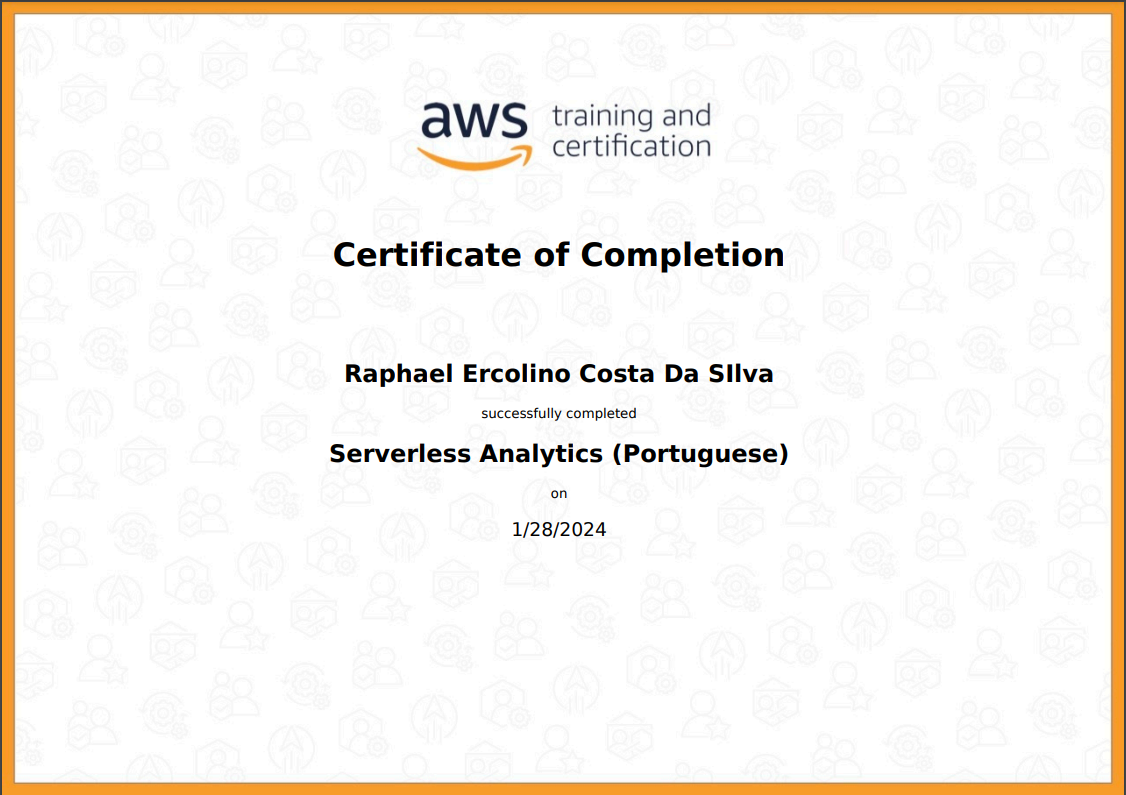 aws training and
certification
Certificate of Completion
Raphael Ercolino Costa Da SIlva
successfully completed
Serverless Analytics (Portuguese)
on
1/28/2024